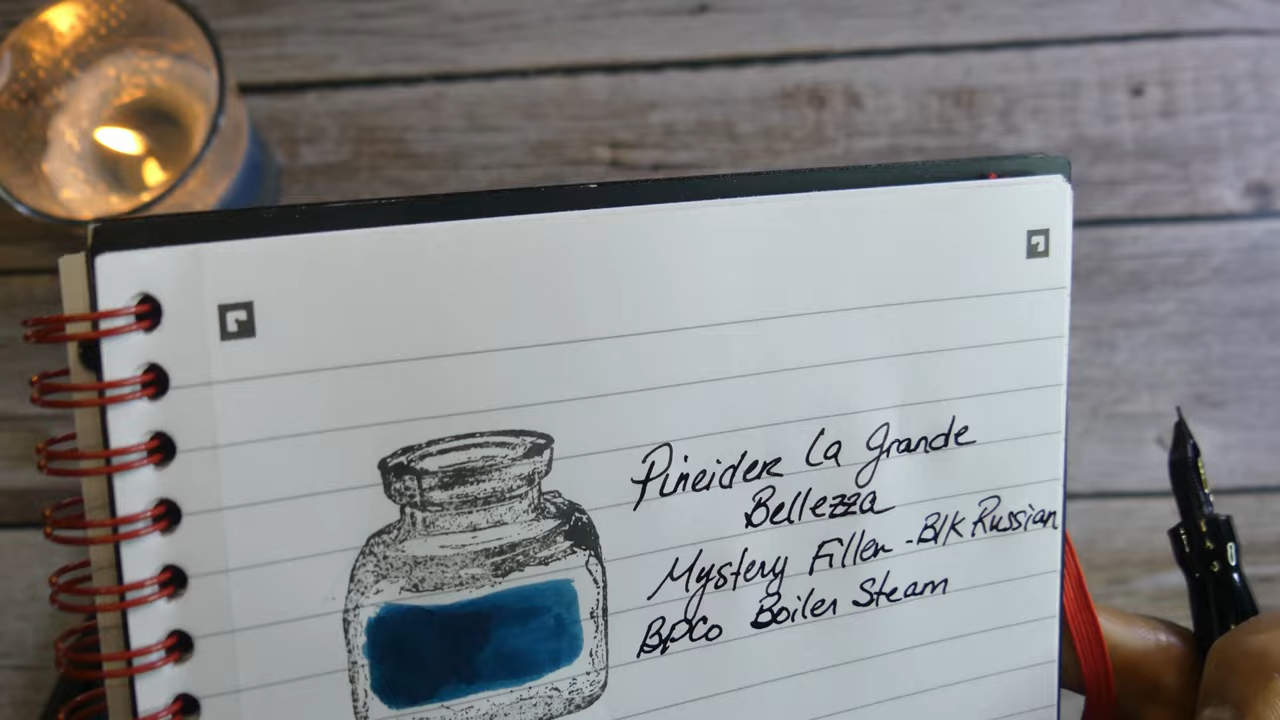 Pineider La Grande
Bellezza
Mystery Filler - Blk Russian
BPCo Boiler Steam